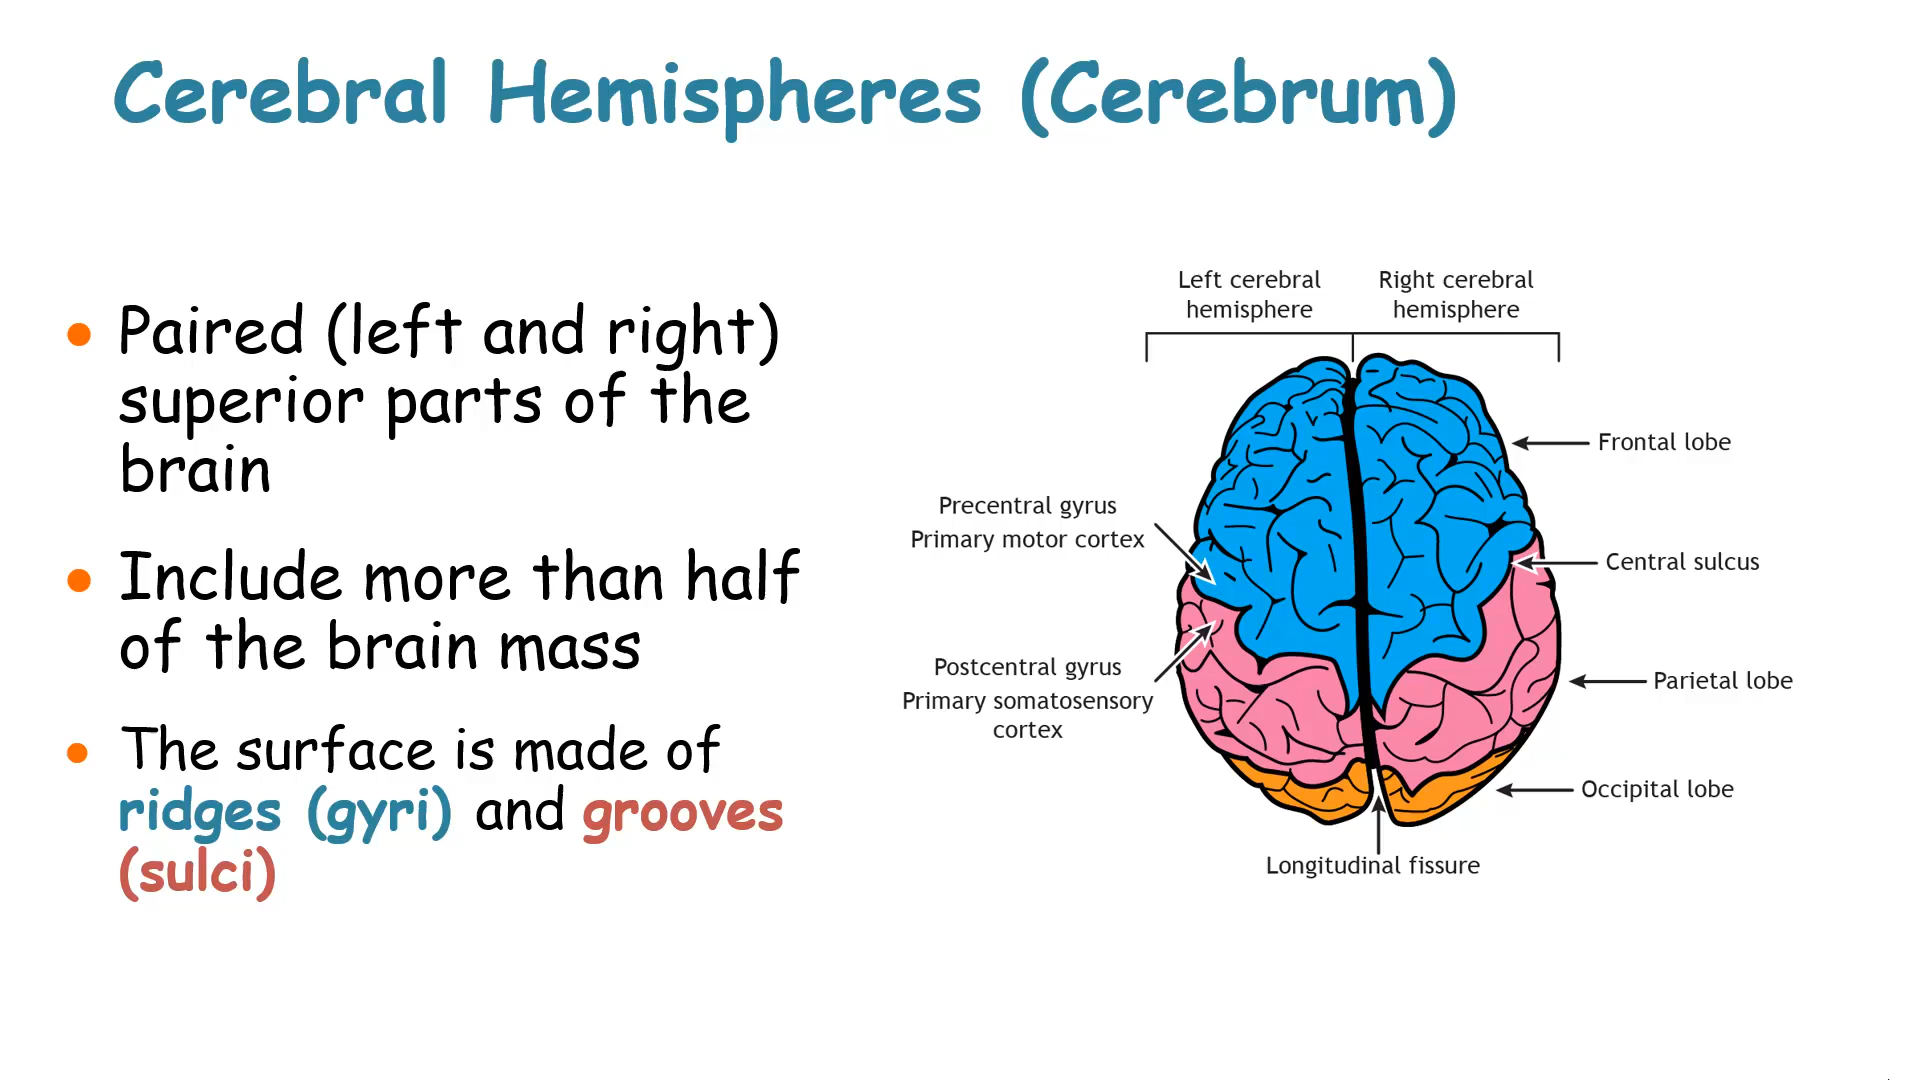 Cerebral Hemispheres (Cerebrum)
• Paired (left and right)
superior parts of the
brain
• Include more than half
of the brain mass
• The surface is made of
ridges (gyri) and grooves
(sulci)
Left cerebral
hemisphere
Right cerebral
hemisphere
Frontal lobe
Precentral gyrus
Primary motor cortex
Central sulcus
Postcentral gyrus
Primary somatosensory
cortex
Parietal lobe
Occipital lobe
Longitudinal fissure